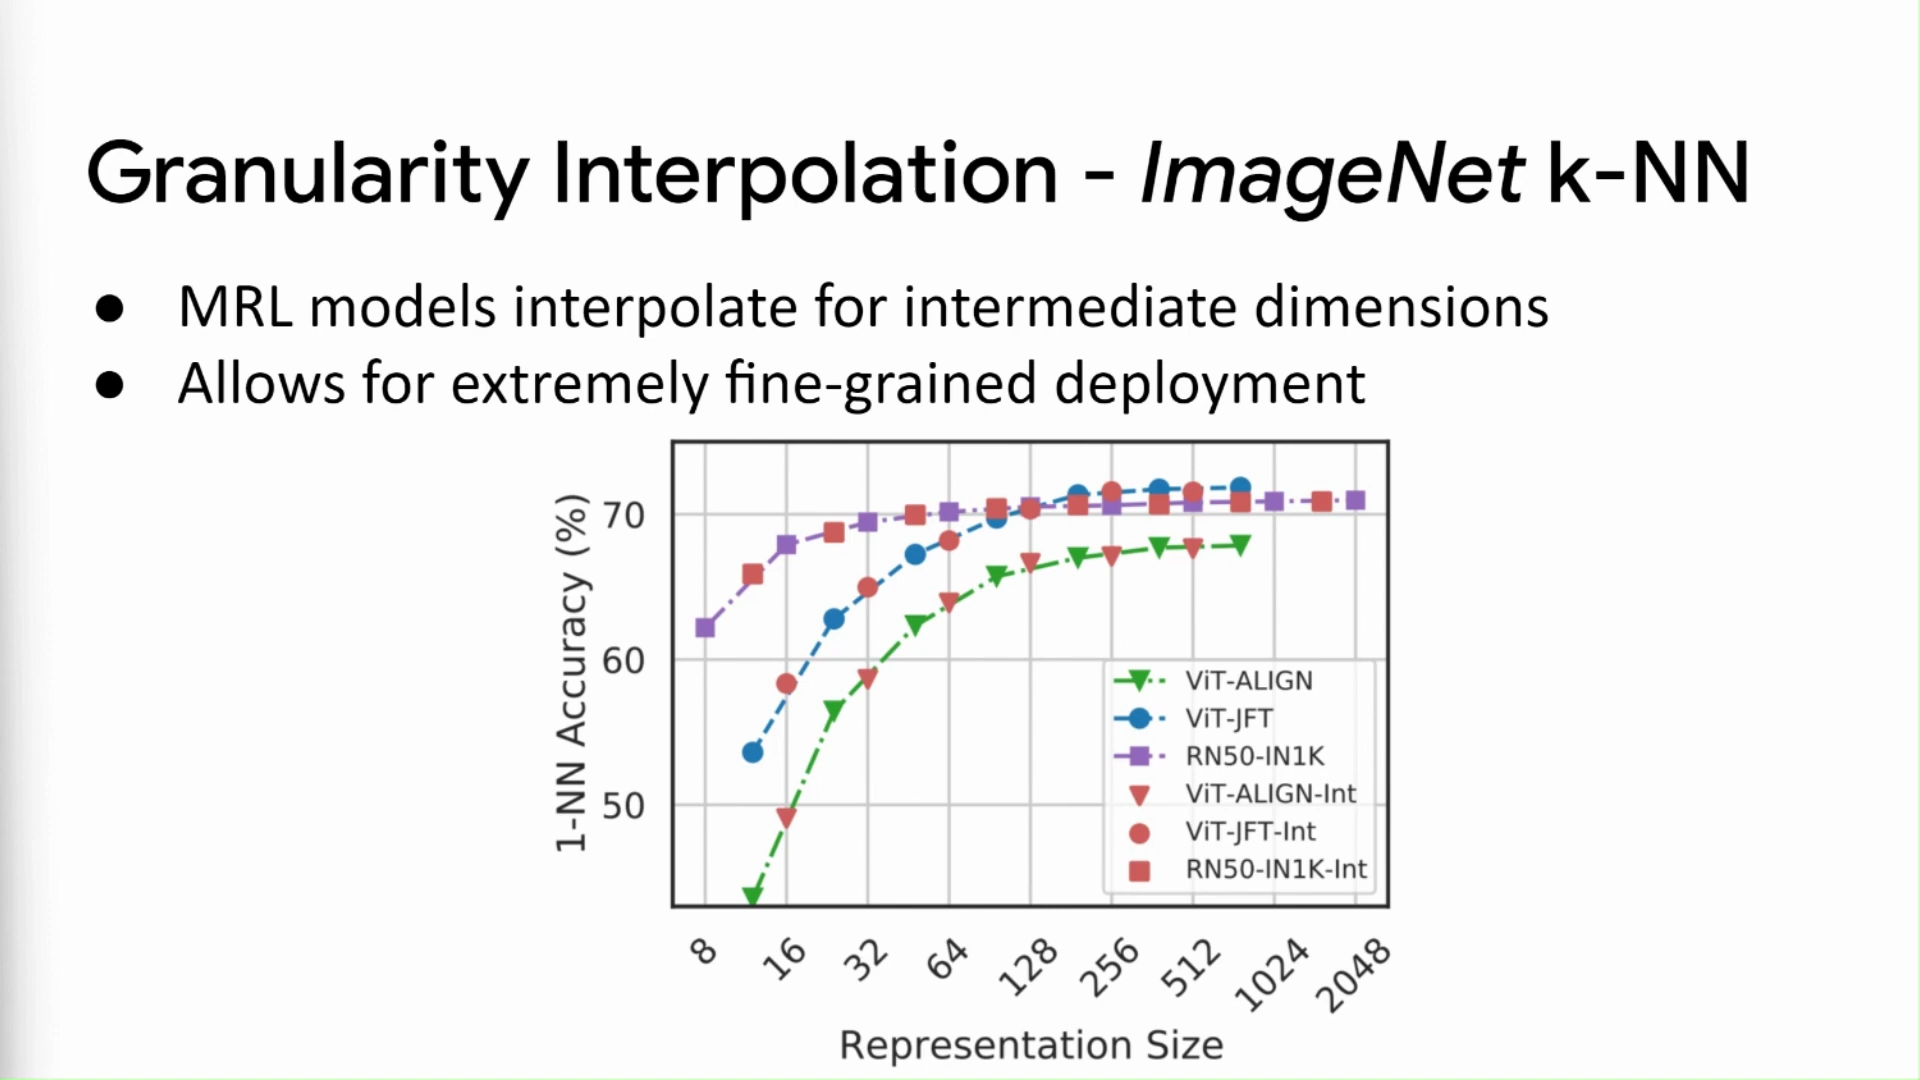 Granularity Interpolation - ImageNet k-NN
● MRL models interpolate for intermediate dimensions
● Allows for extremely fine-grained deployment
1-NN Accuracy (%)
70
60
50
ViT-ALIGN
ViT-JFT
RN50-IN1K
ViT-ALIGN-Int
ViT-JFT-Int
RN50-IN1K-Int
8 16 32 64 128 256 512 1024 2048
Representation Size